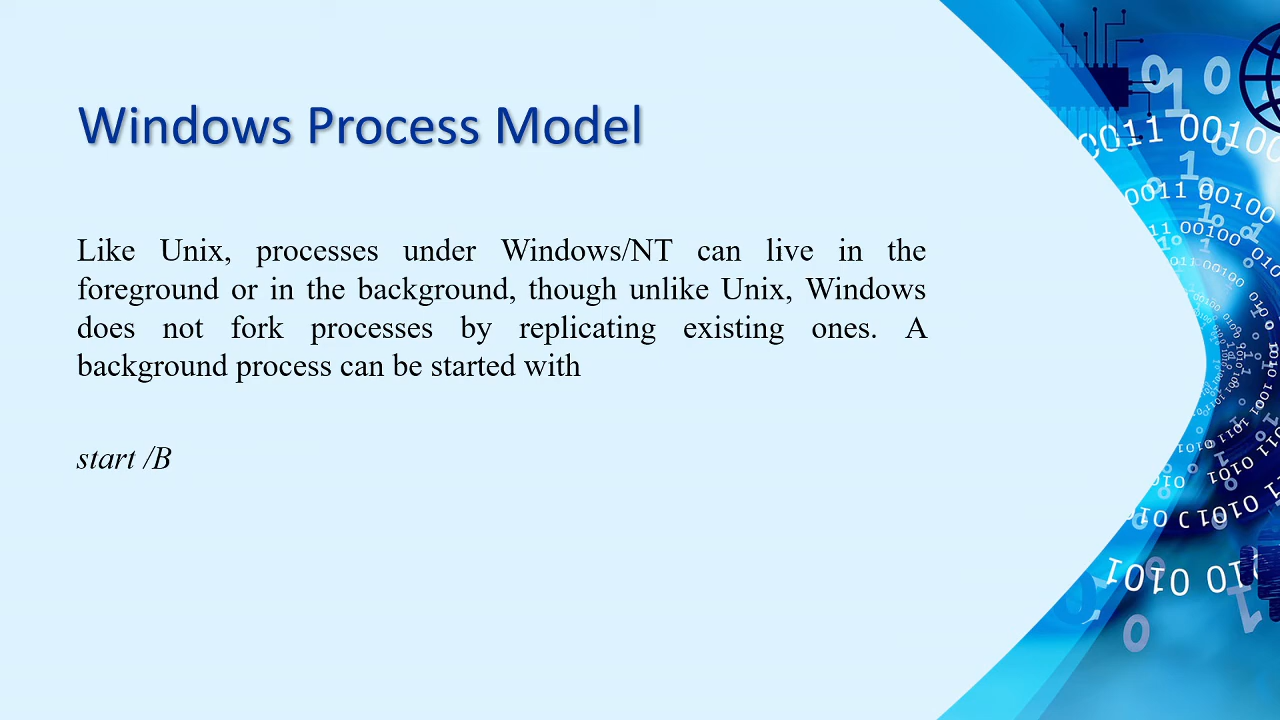 Windows Process Model
Like Unix, processes under Windows/NT can live in the
foreground or in the background, though unlike Unix, Windows
does not fork processes by replicating existing ones. A
background process can be started with
start /B